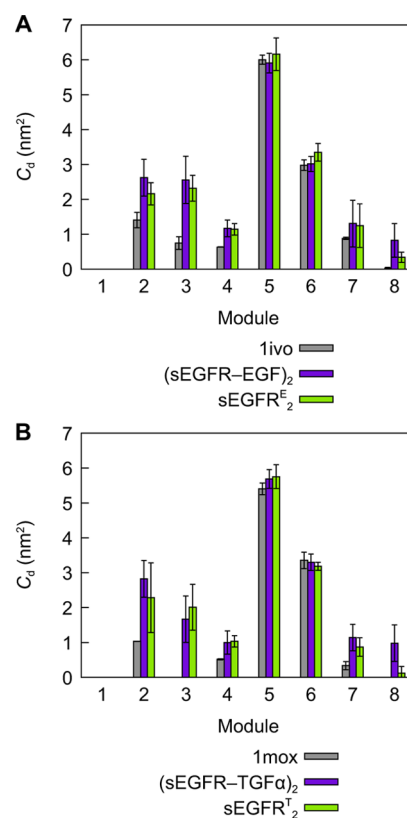 A
7
6
5
4
3
2
1
0
C_d (nm²)
1 2 3 4 5 6 7 8
Module
1ivo
(sEGFR–EGF)₂
sEGFRᴱ₂
B
7
6
5
4
3
2
1
0
C_d (nm²)
1 2 3 4 5 6 7 8
Module
1mox
(sEGFR–TGFα)₂
sEGFRᵀ₂